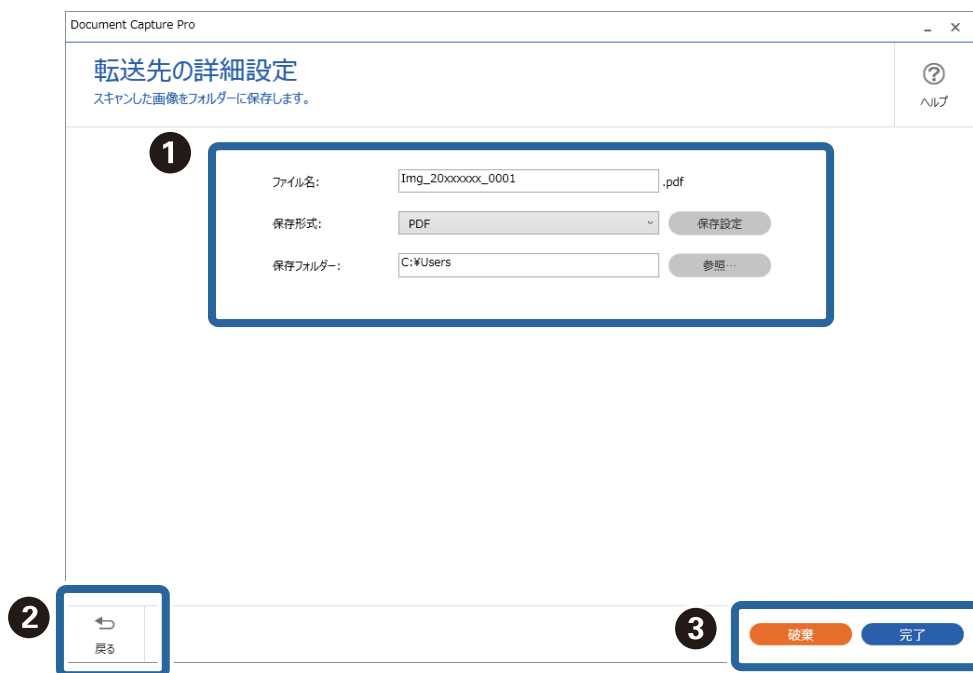 Document Capture Pro
転送先の詳細設定
スキャンした画像をフォルダーに保存します。
ヘルプ
1
ファイル名:
Img_20xxxxxx_0001
.pdf
保存形式:
PDF
保存設定
保存フォルダー:
C:¥Users
参照…
2
戻る
3
破棄
完了